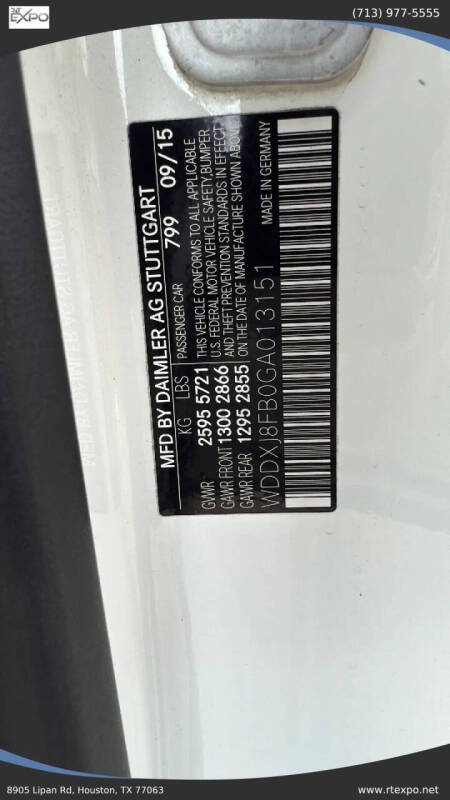 EXPO
(713) 977-5555
MFD BY DAIMLER AG STUTTGART
799 09/15
KG LBS PASSENGER CAR
GVWR 2595 5721 THIS VEHICLE CONFORMS TO ALL APPLICABLE
GAWR FRONT 1300 2866 U.S. FEDERAL MOTOR VEHICLE SAFETY, BUMPER
GAWR REAR 1295 2855 AND THEFT PREVENTION STANDARDS IN EFFECT
ON THE DATE OF MANUFACTURE SHOWN ABOVE
WDDXJ8FB0GA013151 MADE IN GERMANY
8905 Lipan Rd, Houston, TX 77063
www.rtexpo.net